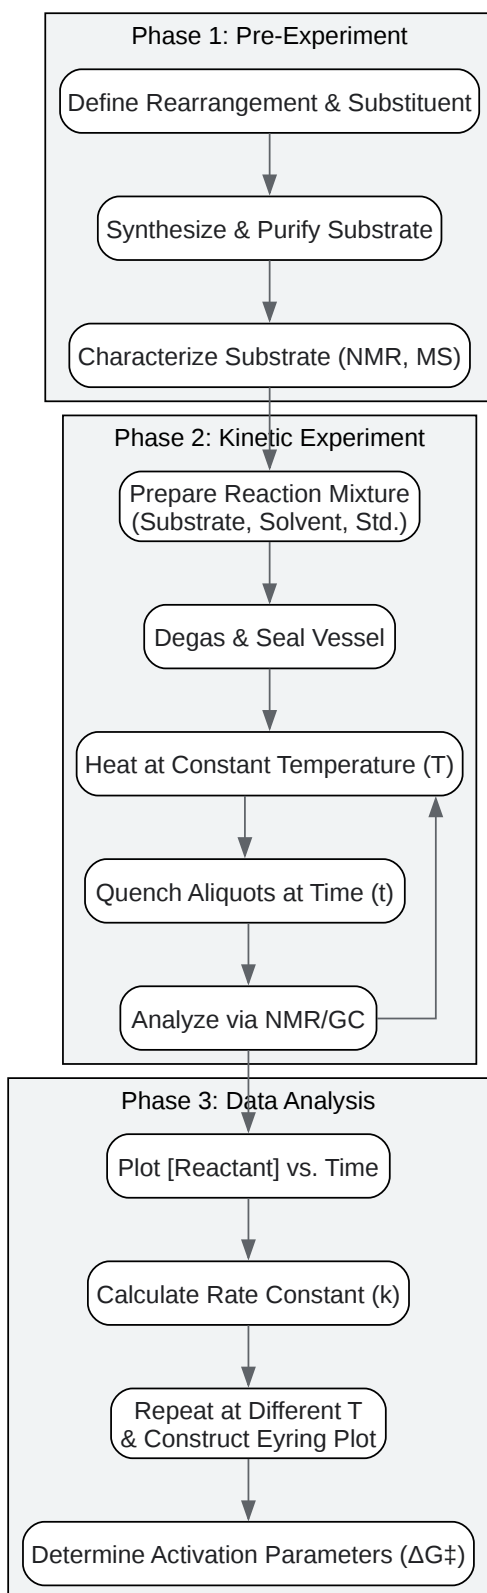 Phase 1: Pre-Experiment
Define Rearrangement & Substituent
Synthesize & Purify Substrate
Characterize Substrate (NMR, MS)
Phase 2: Kinetic Experiment
Prepare Reaction Mixture
(Substrate, Solvent, Std.)
Degas & Seal Vessel
Heat at Constant Temperature (T)
Quench Aliquots at Time (t)
Analyze via NMR/GC
Phase 3: Data Analysis
Plot [Reactant] vs. Time
Calculate Rate Constant (k)
Repeat at Different T
& Construct Eyring Plot
Determine Activation Parameters (ΔG‡)